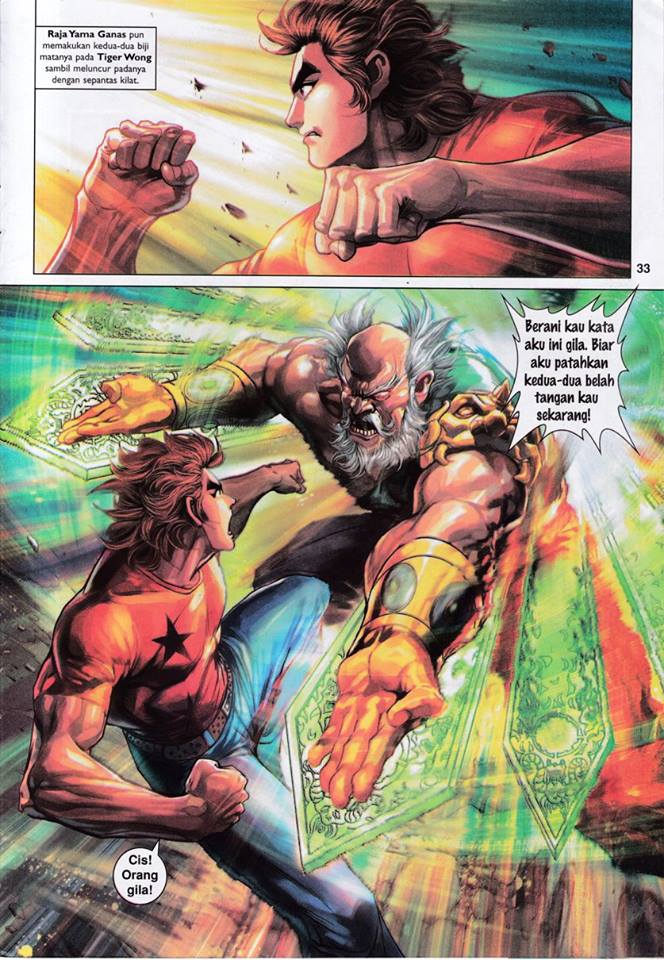 Raja Yama Ganas pun
memakukan kedua-dua biji
matanya pada Tiger Wong
sambil meluncur padanya
dengan sepantas kilat.
33
Berani kau kata
aku ini gila. Biar
aku patahkan
kedua-dua belah
tangan kau
sekarang!
Cis!
Orang
gila!